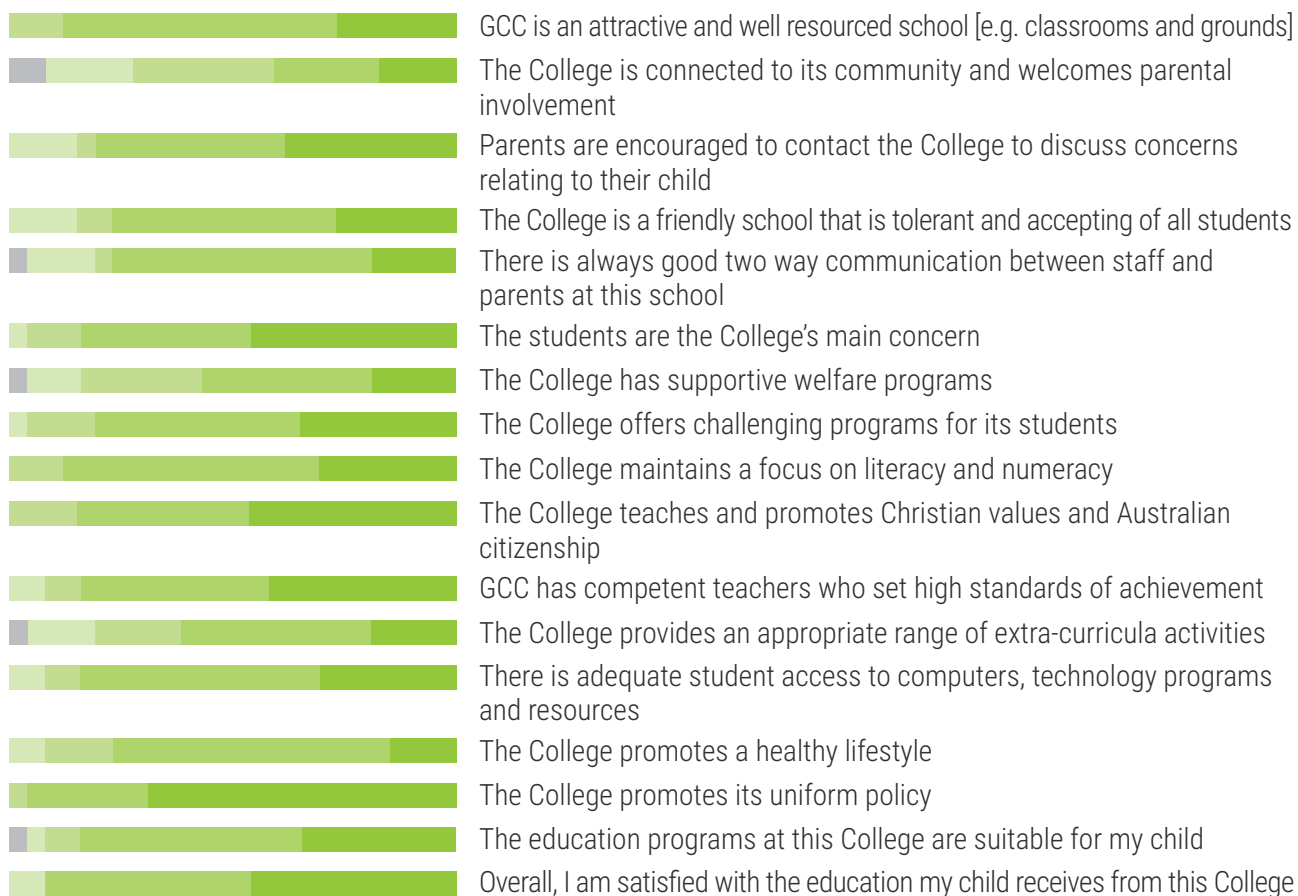 GCC is an attractive and well resourced school [e.g. classrooms and grounds]
The College is connected to its community and welcomes parental
involvement
Parents are encouraged to contact the College to discuss concerns
relating to their child
The College is a friendly school that is tolerant and accepting of all students
There is always good two way communication between staff and
parents at this school
The students are the College’s main concern
The College has supportive welfare programs
The College offers challenging programs for its students
The College maintains a focus on literacy and numeracy
The College teaches and promotes Christian values and Australian
citizenship
GCC has competent teachers who set high standards of achievement
The College provides an appropriate range of extra-curricula activities
There is adequate student access to computers, technology programs
and resources
The College promotes a healthy lifestyle
The College promotes its uniform policy
The education programs at this College are suitable for my child
Overall, I am satisfied with the education my child receives from this College